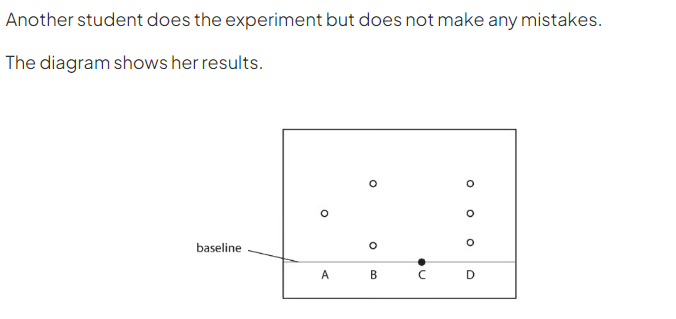 Another student does the experiment but does not make any mistakes.
The diagram shows her results.
baseline
A B C D